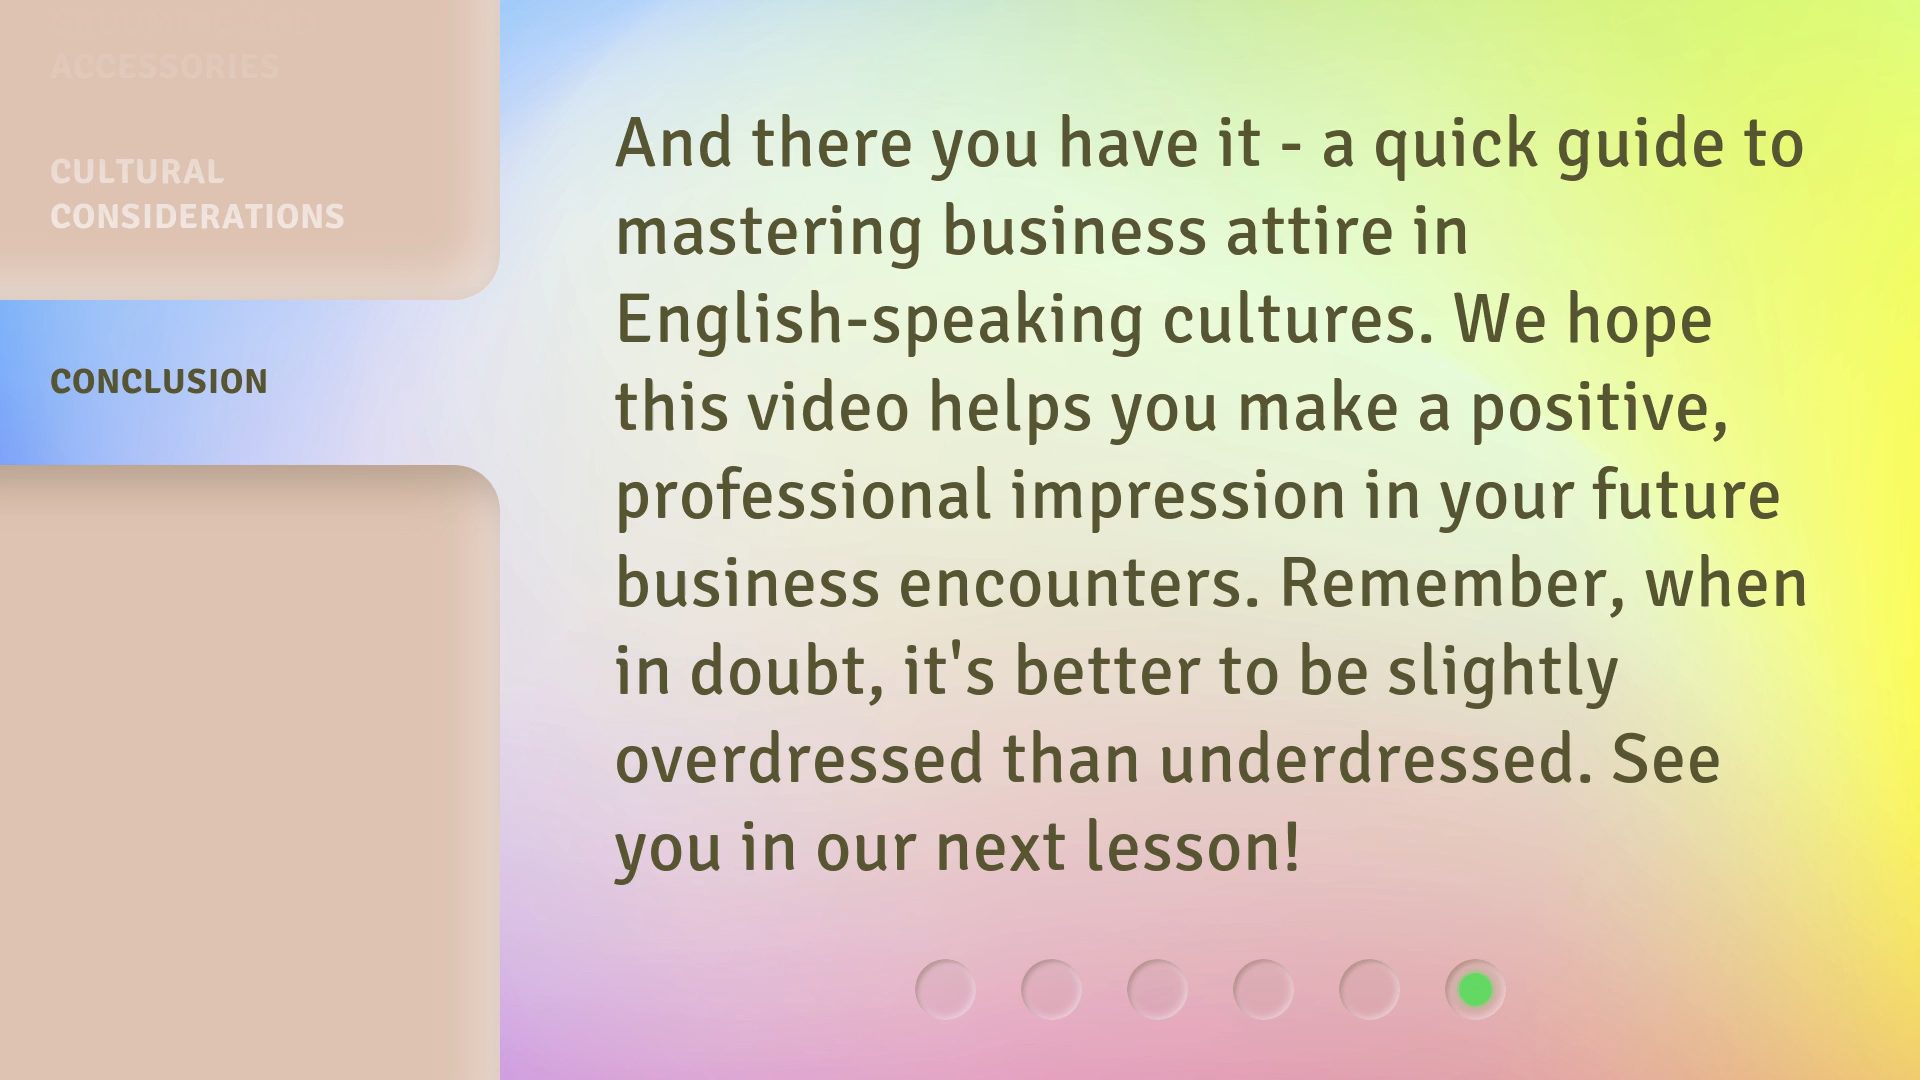 ACCESSORIES
CULTURAL
CONSIDERATIONS
CONCLUSION
And there you have it - a quick guide to
mastering business attire in
English-speaking cultures. We hope
this video helps you make a positive,
professional impression in your future
business encounters. Remember, when
in doubt, it's better to be slightly
overdressed than underdressed. See
you in our next lesson!